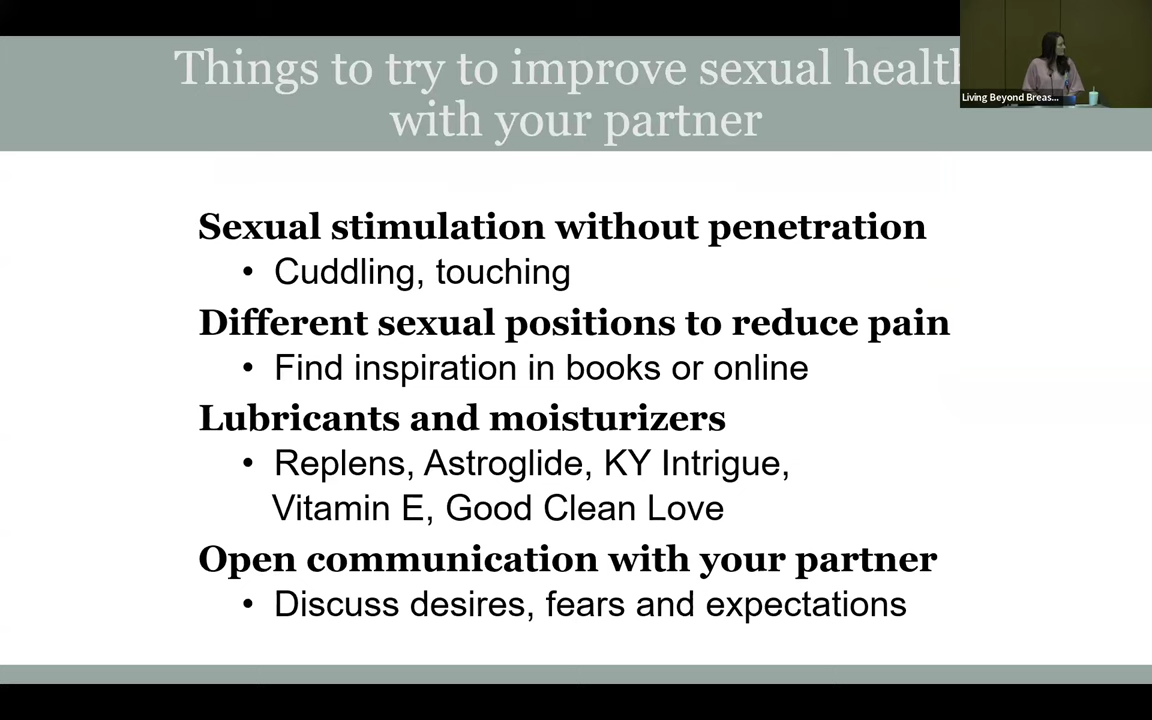 Things to try to improve sexual healt
with your partner
Living Beyond Breas...
Sexual stimulation without penetration
• Cuddling, touching
Different sexual positions to reduce pain
• Find inspiration in books or online
Lubricants and moisturizers
• Replens, Astroglide, KY Intrigue,
Vitamin E, Good Clean Love
Open communication with your partner
• Discuss desires, fears and expectations